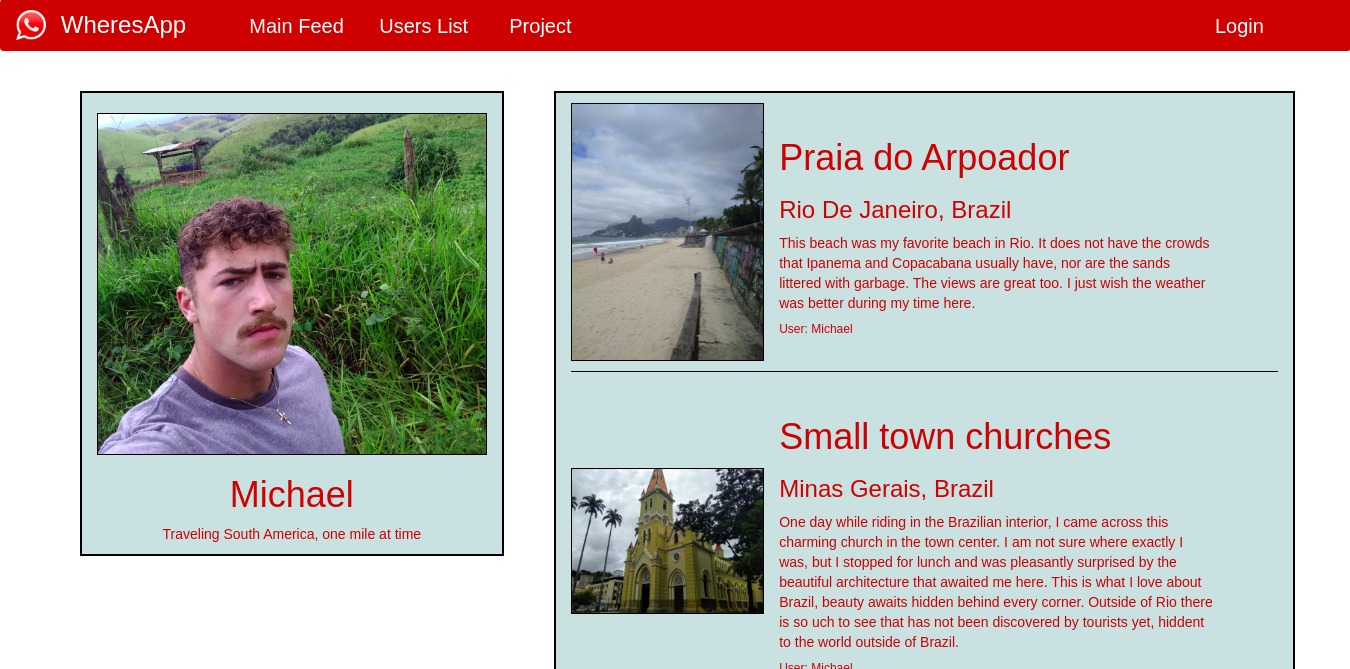 WheresApp Main Feed Users List Project Login
Michael
Traveling South America, one mile at time
Praia do Arpoador
Rio De Janeiro, Brazil
This beach was my favorite beach in Rio. It does not have the crowds
that Ipanema and Copacabana usually have, nor are the sands
littered with garbage. The views are great too. I just wish the weather
was better during my time here.
User: Michael
Small town churches
Minas Gerais, Brazil
One day while riding in the Brazilian interior, I came across this
charming church in the town center. I am not sure where exactly I
was, but I stopped for lunch and was pleasantly surprised by the
beautiful architecture that awaited me here. This is what I love about
Brazil, beauty awaits hidden behind every corner. Outside of Rio there
is so uch to see that has not been discovered by tourists yet, hiddent
to the world outside of Brazil.
User: Michael